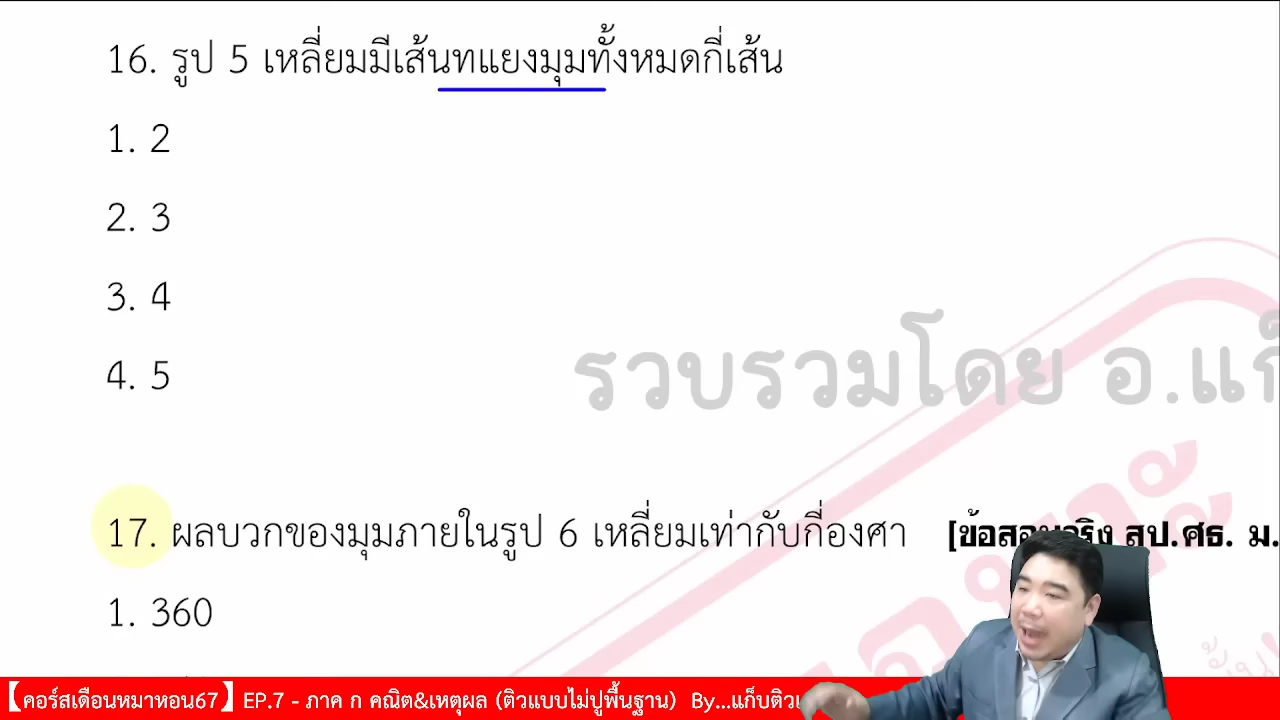 16. รูป 5 เหลี่ยมมีเส้นทแยงมุมทั้งหมดกี่เส้น
1. 2
2. 3
3. 4
4. 5
รวบรวมโดย อ.แก็
17. ผลบวกของมุมภายในรูป 6 เหลี่ยมเท่ากับกี่องศา [ข้อสอบจริง สป.ศธ. ม.
1. 360
【คอร์สเดือนหมาหอน67】EP.7 - ภาค ก คณิต&เหตุผล (ติวแบบไม่ปูพื้นฐาน) By...แก็บติว